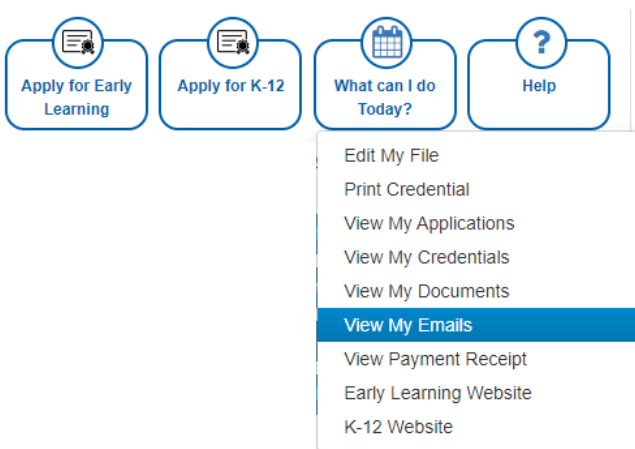 Apply for Early
Learning
Apply for K-12
What can I do
Today?
?
Help
Edit My File
Print Credential
View My Applications
View My Credentials
View My Documents
View My Emails
View Payment Receipt
Early Learning Website
K-12 Website